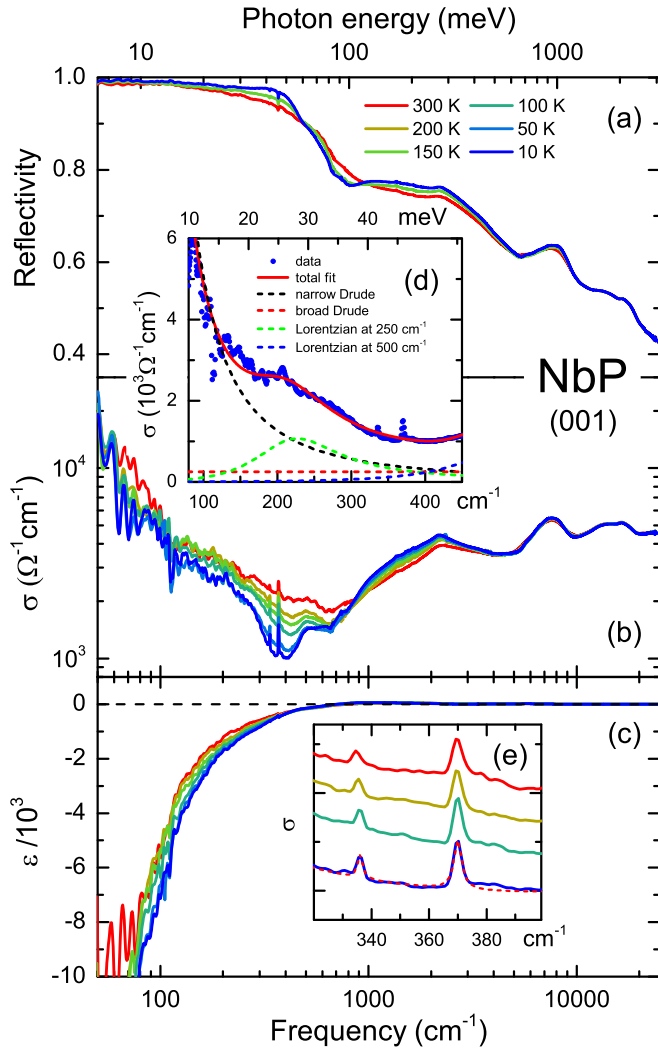 Photon energy (meV)
10 100 1000
1.0
0.8
0.6
0.4
Reflectivity
300 K 100 K
200 K 50 K
150 K 10 K
(a)
10 20 30 40 meV
6
4
2
0
σ (10³Ω⁻¹cm⁻¹)
data
total fit
narrow Drude
broad Drude
Lorentzian at 250 cm⁻¹
Lorentzian at 500 cm⁻¹
(d)
100 200 300 400 cm⁻¹
NbP
(001)
10⁴
10³
σ (Ω⁻¹cm⁻¹)
(b)
0
-2
-4
-6
-8
-10
ε /10³
(c)
(e)
σ
340 360 380 cm⁻¹
100 1000 10000
Frequency (cm⁻¹)